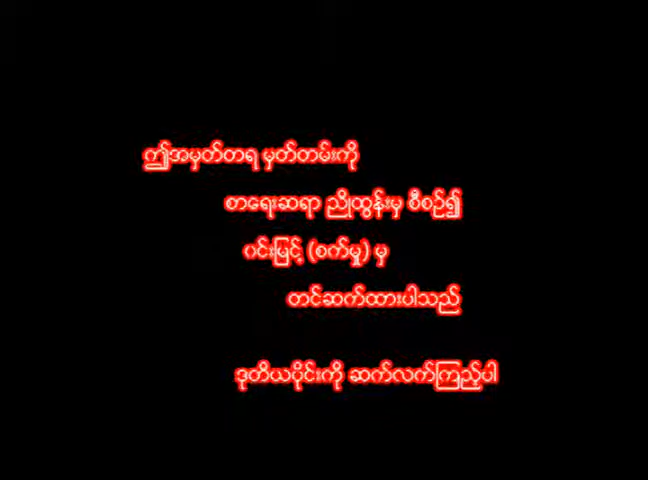 ဤအမှတ်တရ မှတ်တမ်းကို
စာရေးဆရာ ညိုထွန်းမှ စီစဉ်၍
ဂင်းမြင့် (စက်မှု) မှ
တင်ဆက်ထားပါသည်
ဒုတိယပိုင်းကို ဆက်လက်ကြည့်ပါ